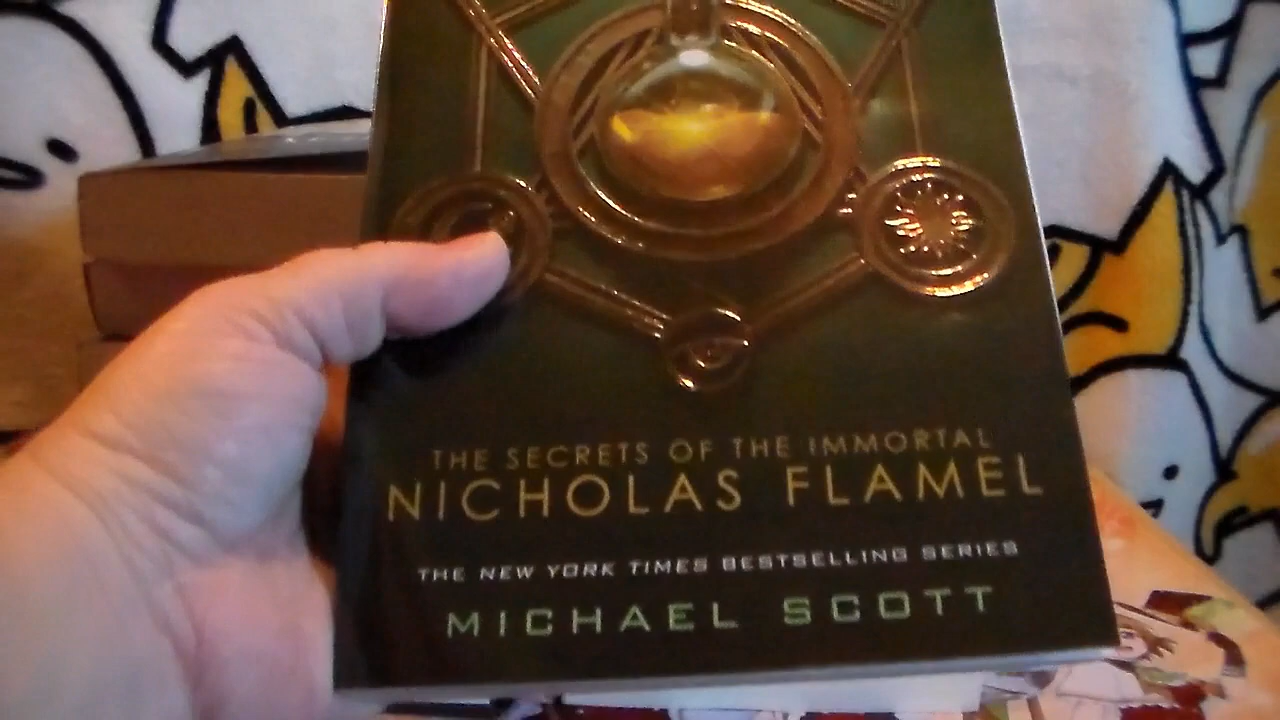 THE SECRETS OF THE IMMORTAL
NICHOLAS FLAMEL
THE NEW YORK TIMES BESTSELLING SERIES
MICHAEL SCOTT